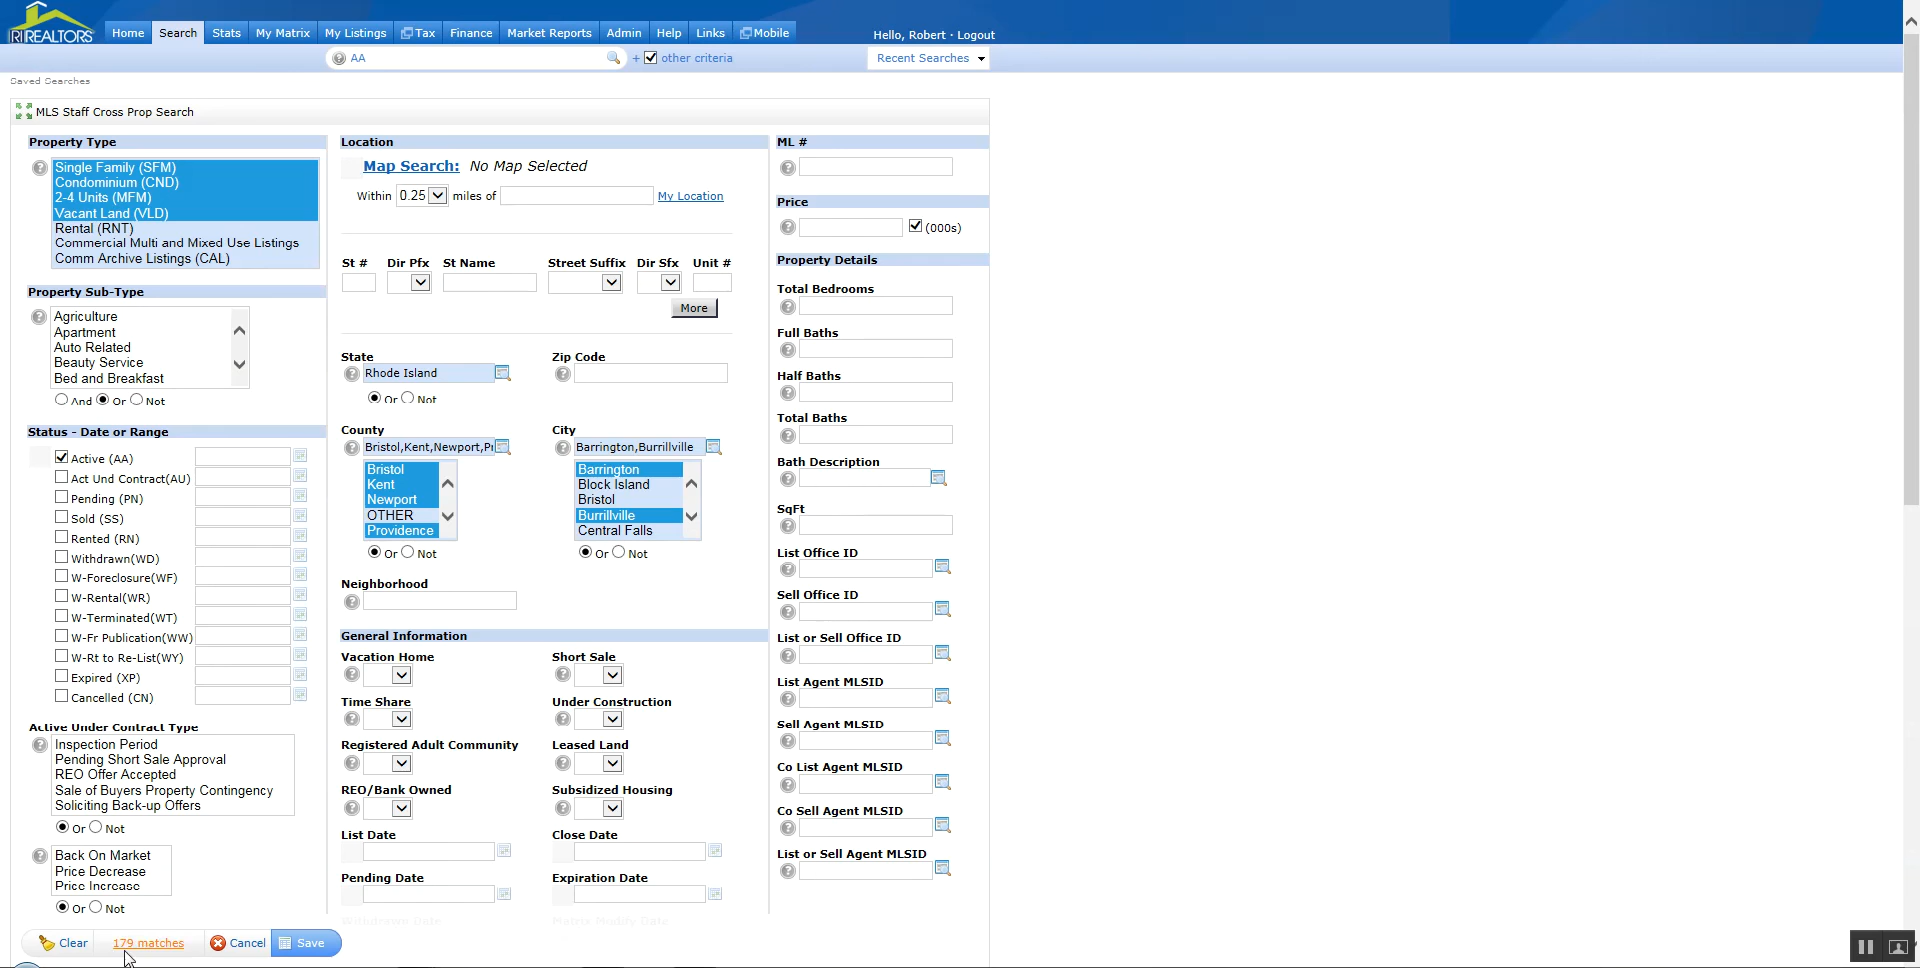 RIREALTORS
Home Search Stats My Matrix My Listings Tax Finance Market Reports Admin Help Links Mobile
Hello, Robert · Logout
AA + other criteria Recent Searches
Saved Searches
MLS Staff Cross Prop Search
Property Type
Single Family (SFM)
Condominium (CND)
2-4 Units (MFM)
Vacant Land (VLD)
Rental (RNT)
Commercial Multi and Mixed Use Listings
Comm Archive Listings (CAL)
Property Sub-Type
Agriculture
Apartment
Auto Related
Beauty Service
Bed and Breakfast
And Or Not
Status - Date or Range
Active (AA)
Act Und Contract(AU)
Pending (PN)
Sold (SS)
Rented (RN)
Withdrawn(WD)
W-Foreclosure(WF)
W-Rental(WR)
W-Terminated(WT)
W-Fr Publication(WW)
W-Rt to Re-List(WY)
Expired (XP)
Cancelled (CN)
Active Under Contract Type
Inspection Period
Pending Short Sale Approval
REO Offer Accepted
Sale of Buyers Property Contingency
Soliciting Back-up Offers
Or Not
Back On Market
Price Decrease
Price Increase
Or Not
Location
Map Search: No Map Selected
Within 0.25 miles of My Location
St # Dir Pfx St Name Street Suffix Dir Sfx Unit #
More
State Zip Code
Rhode Island
Or Not
County City
Bristol,Kent,Newport,Pr Barrington,Burrillville
Bristol
Kent
Newport
OTHER
Providence
Or Not
Barrington
Block Island
Bristol
Burrillville
Central Falls
Or Not
Neighborhood
General Information
Vacation Home Short Sale
Time Share Under Construction
Registered Adult Community Leased Land
REO/Bank Owned Subsidized Housing
List Date Close Date
Pending Date Expiration Date
Withdrawn Date Matrix Modify Date
ML #
Price
(000s)
Property Details
Total Bedrooms
Full Baths
Half Baths
Total Baths
Bath Description
SqFt
List Office ID
Sell Office ID
List or Sell Office ID
List Agent MLSID
Sell Agent MLSID
Co List Agent MLSID
Co Sell Agent MLSID
List or Sell Agent MLSID
Clear 179 matches Cancel Save